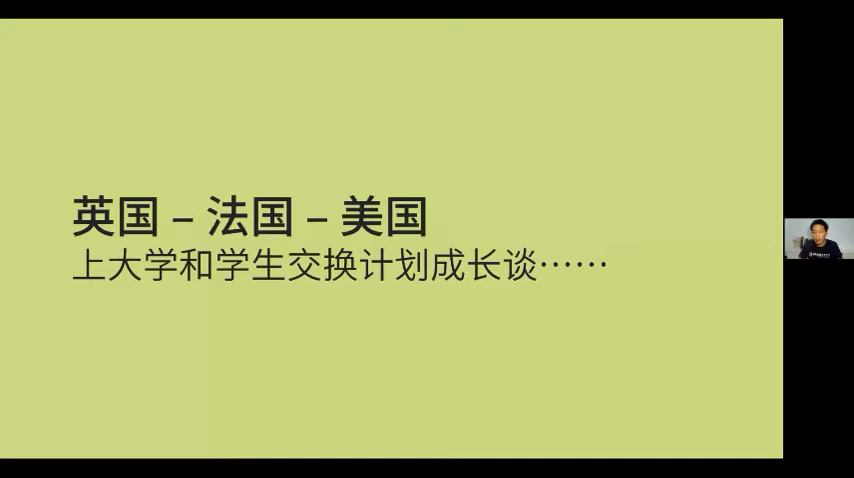 英国 – 法国 – 美国
上大学和学生交换计划成长谈……